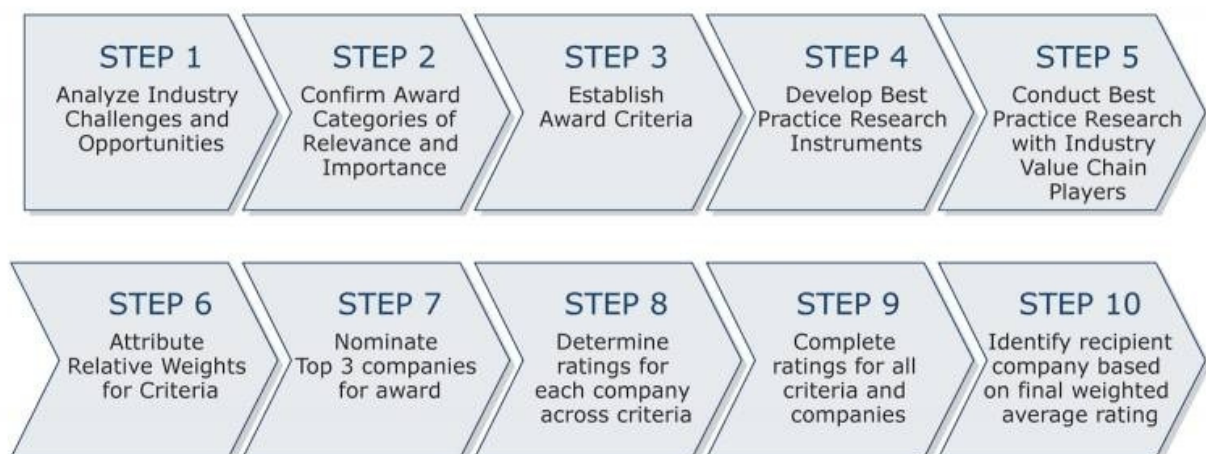 STEP 1
Analyze Industry
Challenges and
Opportunities
STEP 2
Confirm Award
Categories of
Relevance and
Importance
STEP 3
Establish
Award Criteria
STEP 4
Develop Best
Practice Research
Instruments
STEP 5
Conduct Best
Practice Research
with Industry
Value Chain
Players
STEP 6
Attribute
Relative Weights
for Criteria
STEP 7
Nominate
Top 3 companies
for award
STEP 8
Determine
ratings for
each company
across criteria
STEP 9
Complete
ratings for all
criteria and
companies
STEP 10
Identify recipient
company based
on final weighted
average rating